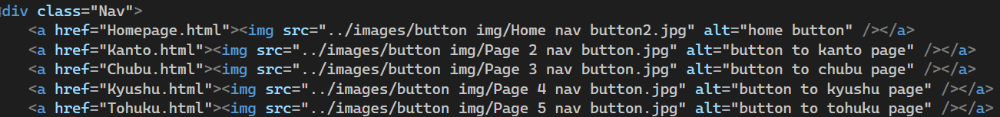 <div class="Nav">
<a href="Homepage.html"><img src="../images/button img/Home nav button2.jpg" alt="home button" /></a>
<a href="Kanto.html"><img src="../images/button img/Page 2 nav button.jpg" alt="button to kanto page" /></a>
<a href="Chubu.html"><img src="../images/button img/Page 3 nav button.jpg" alt="button to chubu page" /></a>
<a href="Kyushu.html"><img src="../images/button img/Page 4 nav button.jpg" alt="button to kyushu page" /></a>
<a href="Tohuku.html"><img src="../images/button img/Page 5 nav button.jpg" alt="button to tohuku page" /></a>